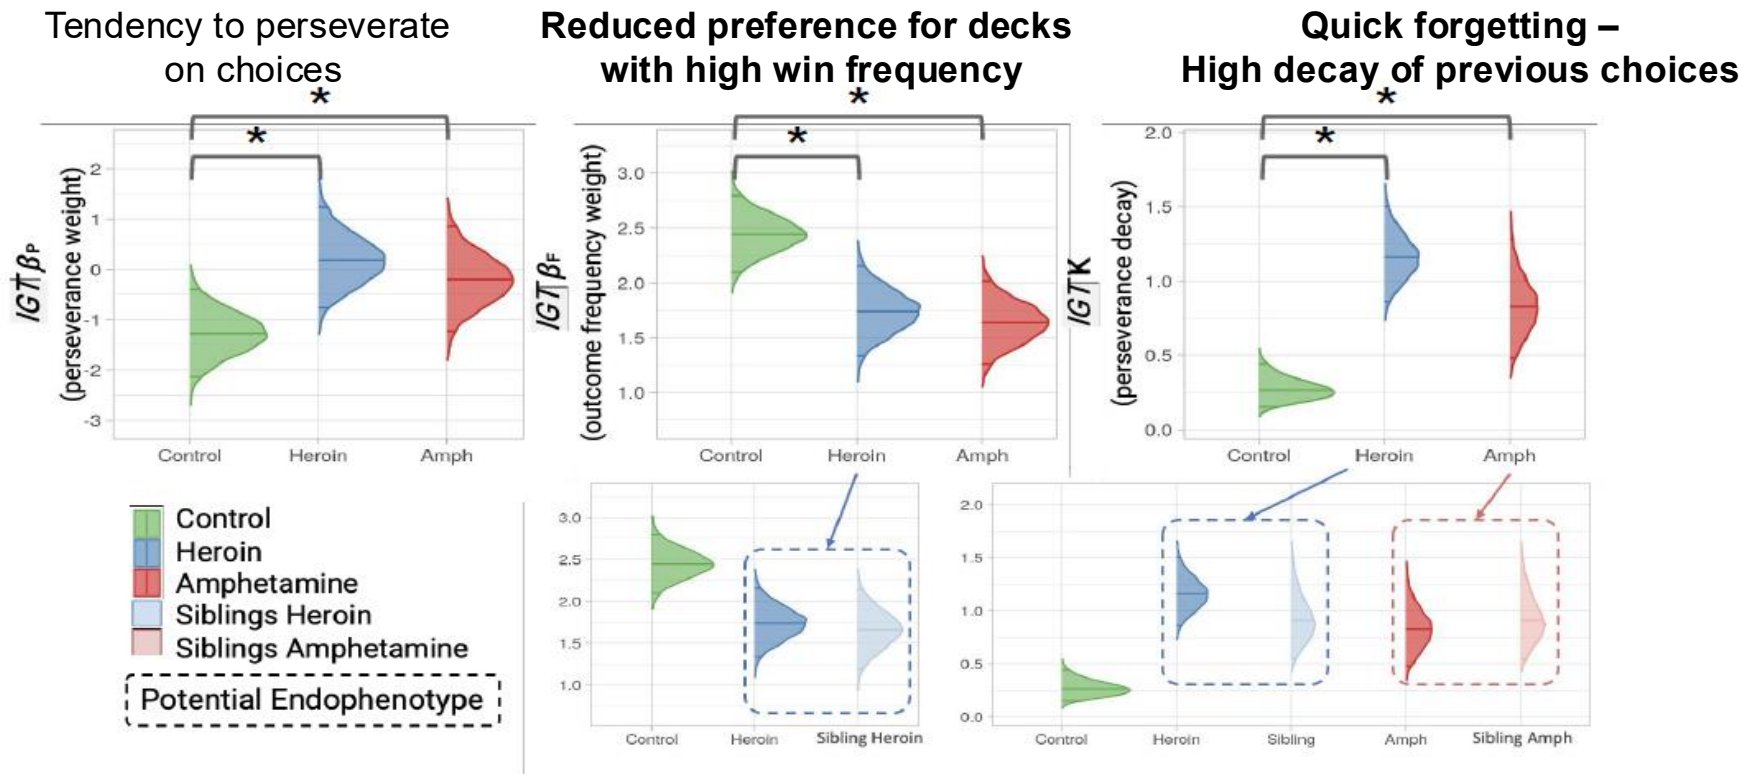 Tendency to perseverate
on choices
Reduced preference for decks
with high win frequency
Quick forgetting –
High decay of previous choices
*
*
2
1
0
-1
-2
-3
IGT βP
(perseverance weight)
Control Heroin Amph
*
*
3.0
2.5
2.0
1.5
1.0
IGT βF
(outcome frequency weight)
Control Heroin Amph
*
*
2.0
1.5
1.0
0.5
0.0
IGT K
(perseverance decay)
Control Heroin Amph
Control
Heroin
Amphetamine
Siblings Heroin
Siblings Amphetamine
Potential Endophenotype
3.0
2.5
2.0
1.5
1.0
Control Heroin Sibling Heroin
2.0
1.5
1.0
0.5
0.0
Control Heroin Sibling Amph Sibling Amph